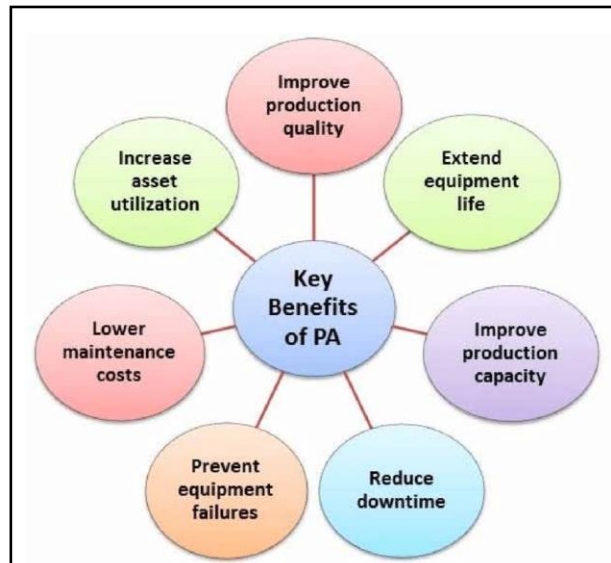 Improve
production
quality
Extend
equipment
life
Improve
production
capacity
Reduce
downtime
Prevent
equipment
failures
Lower
maintenance
costs
Increase
asset
utilization
Key
Benefits
of PA